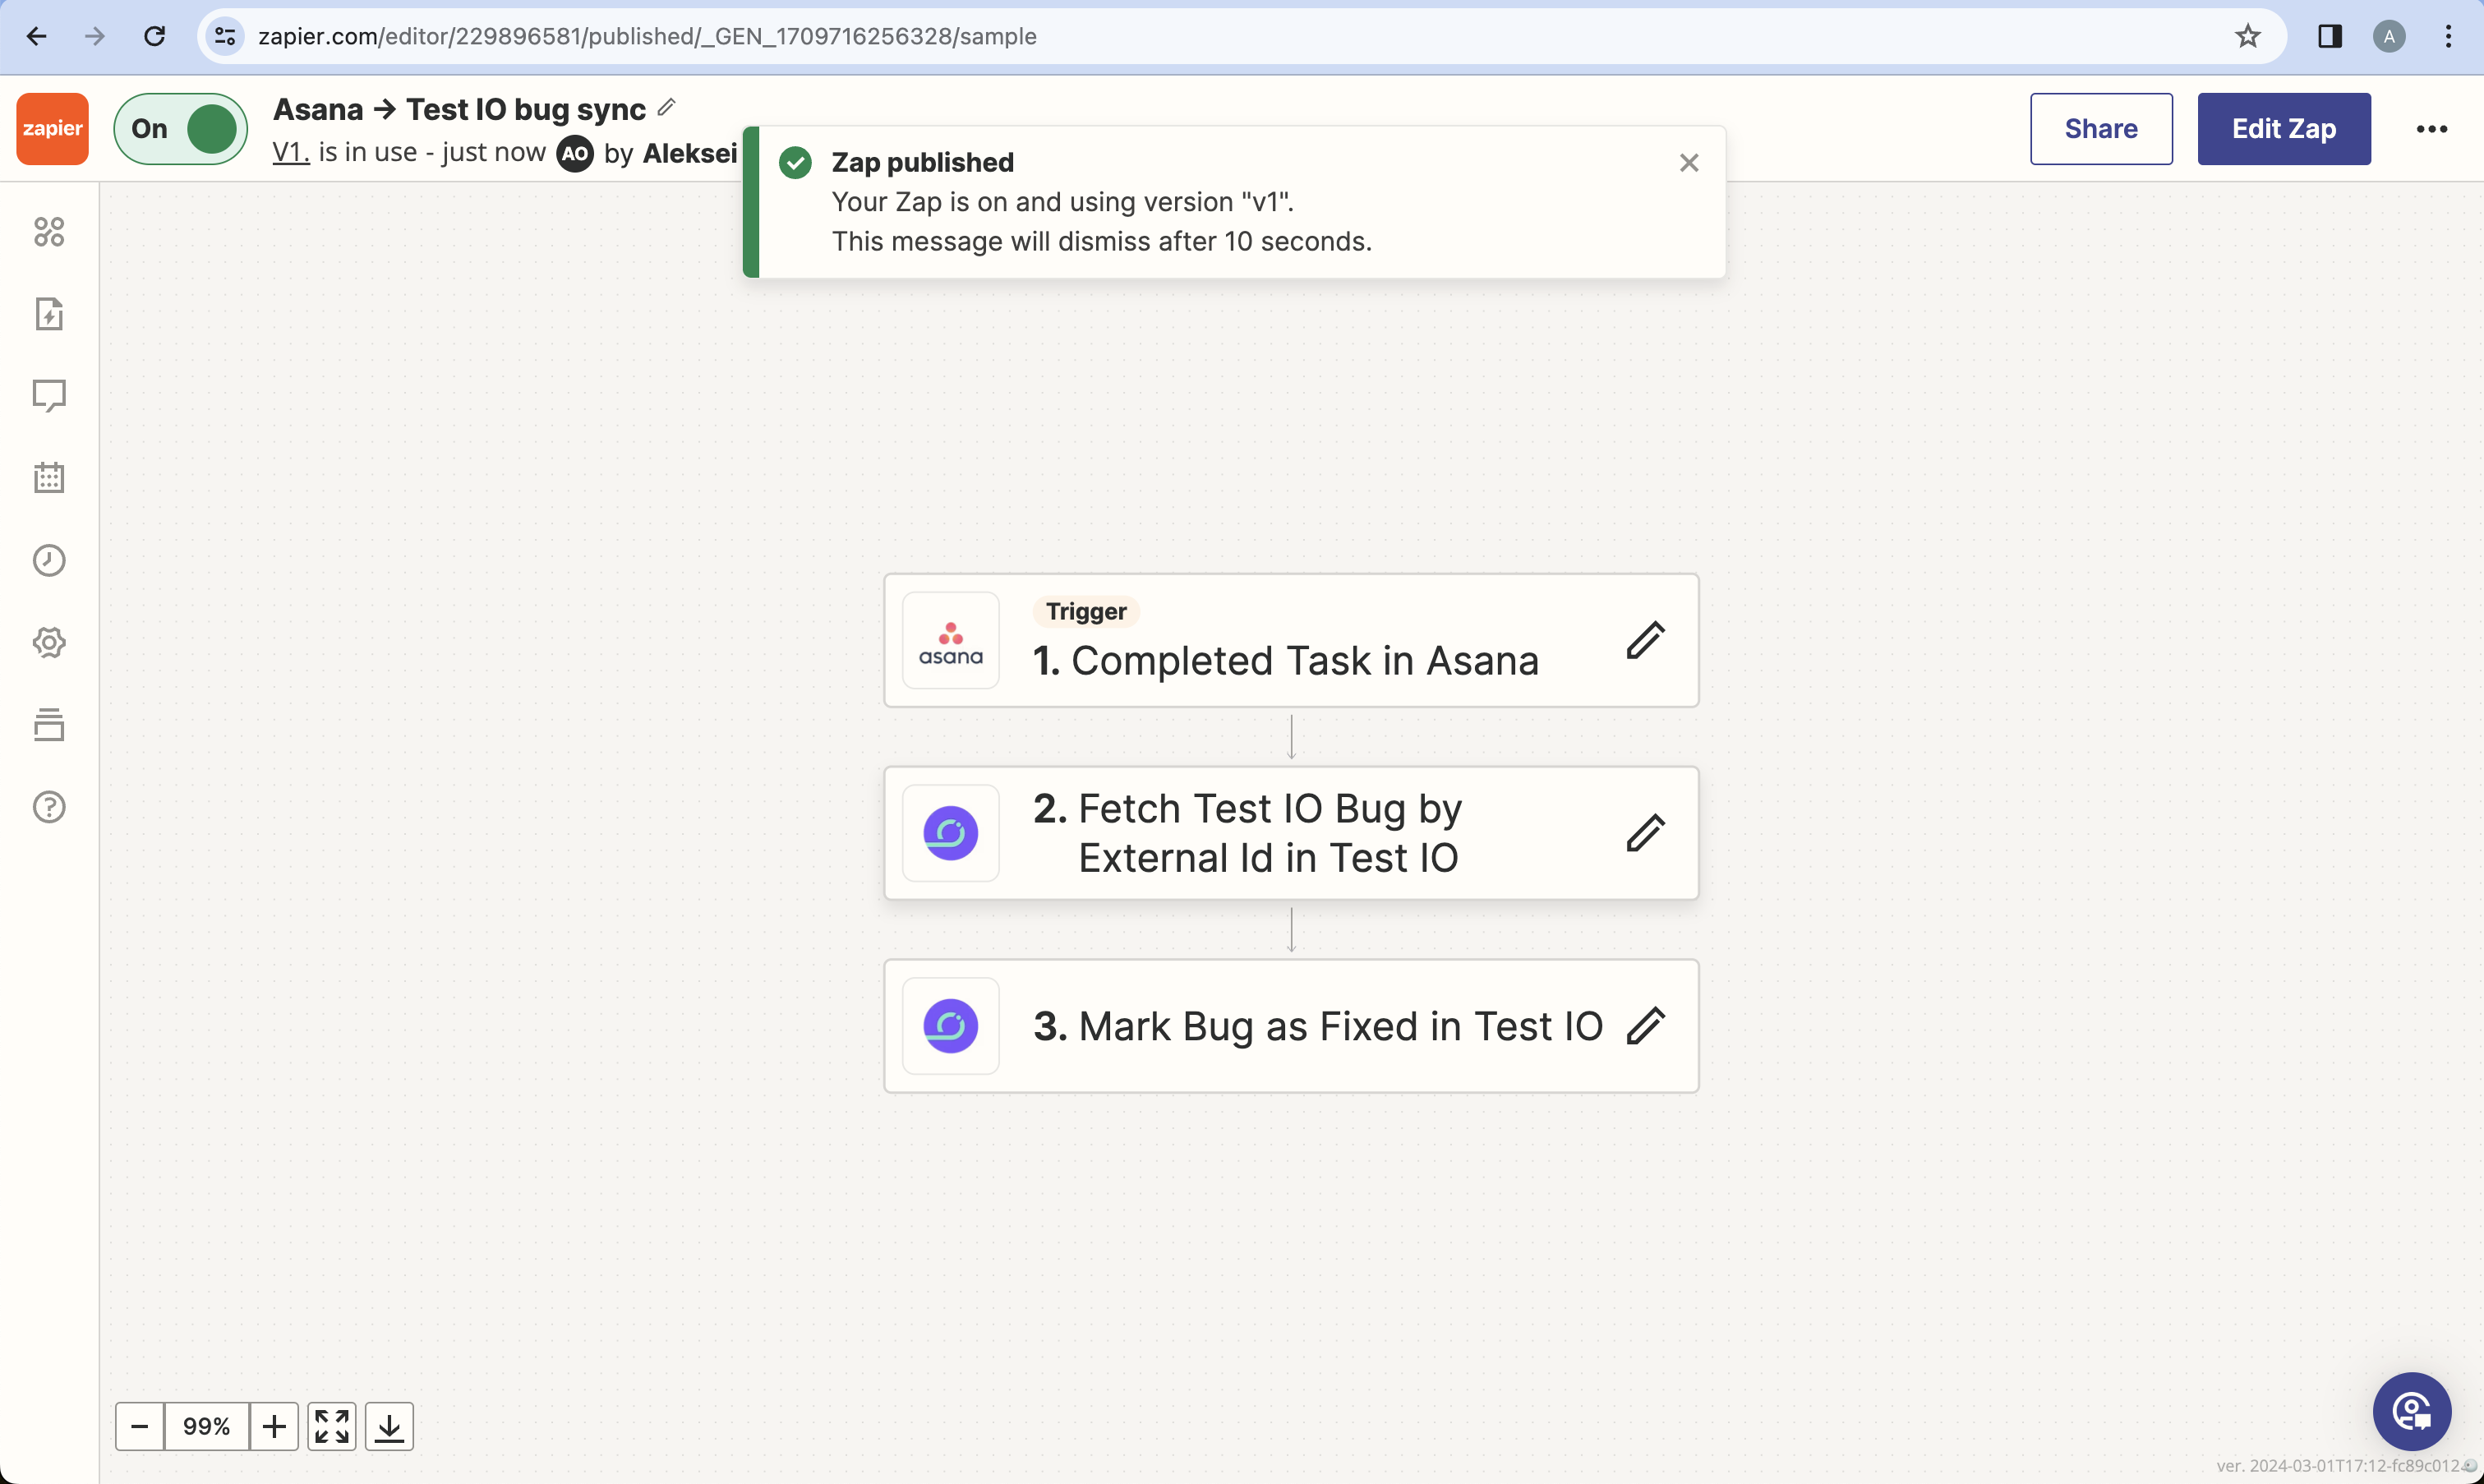 zapier.com/editor/229896581/published/_GEN_1709716256328/sample
A
zapier
On
Asana → Test IO bug sync
V1. is in use - just now AO by Aleksei
Share
Edit Zap
Zap published
Your Zap is on and using version "v1".
This message will dismiss after 10 seconds.
Trigger
asana
1. Completed Task in Asana
2. Fetch Test IO Bug by
External Id in Test IO
3. Mark Bug as Fixed in Test IO
99%
ver. 2024-03-01T17:12-fc89c012